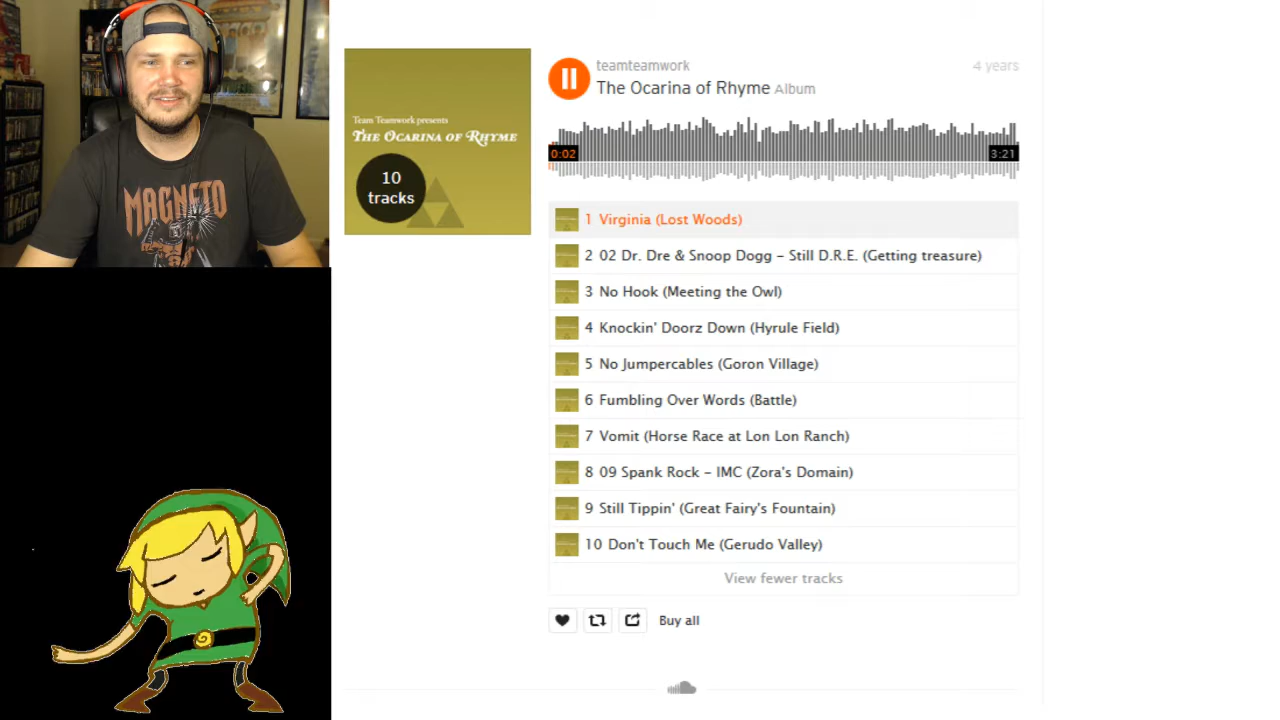 MAGNETO
Team Teamwork presents
The Ocarina of Rhyme
10
tracks
teamteamwork
4 years
The Ocarina of Rhyme Album
0:02
3:21
1 Virginia (Lost Woods)
2 02 Dr. Dre & Snoop Dogg - Still D.R.E. (Getting treasure)
3 No Hook (Meeting the Owl)
4 Knockin' Doorz Down (Hyrule Field)
5 No Jumpercables (Goron Village)
6 Fumbling Over Words (Battle)
7 Vomit (Horse Race at Lon Lon Ranch)
8 09 Spank Rock - IMC (Zora's Domain)
9 Still Tippin' (Great Fairy's Fountain)
10 Don't Touch Me (Gerudo Valley)
View fewer tracks
Buy all